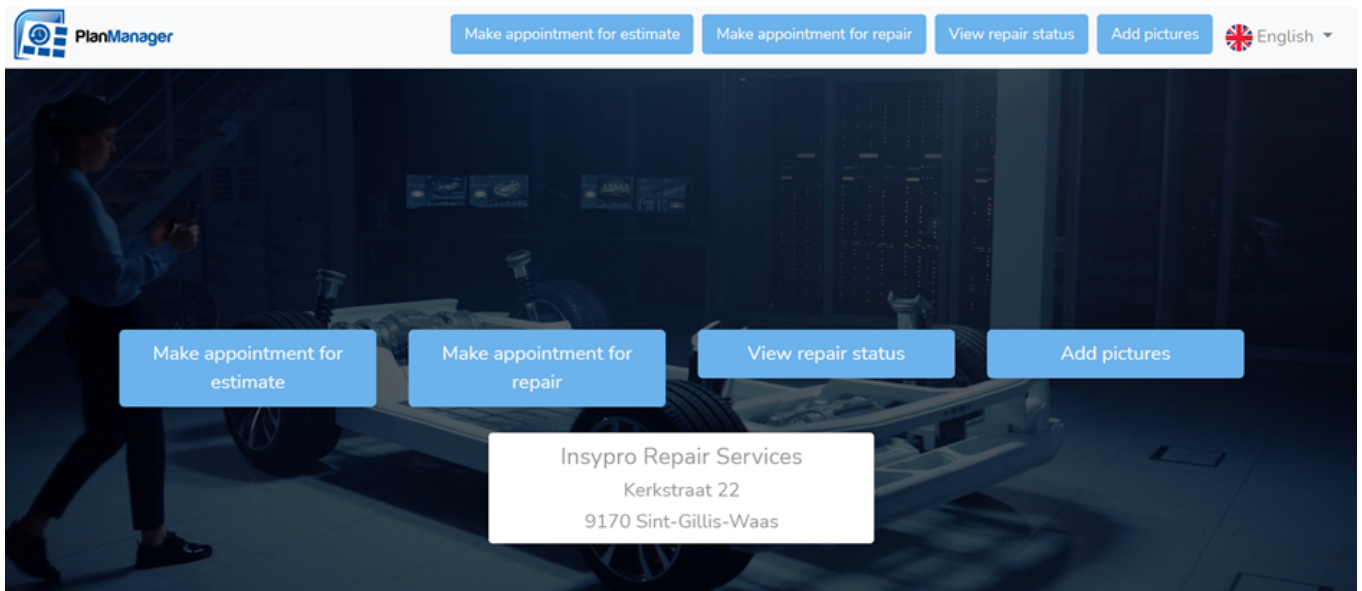 PlanManager
Make appointment for estimate
Make appointment for repair
View repair status
Add pictures
English
Make appointment for
estimate
Make appointment for
repair
View repair status
Add pictures
Insypro Repair Services
Kerkstraat 22
9170 Sint-Gillis-Waas